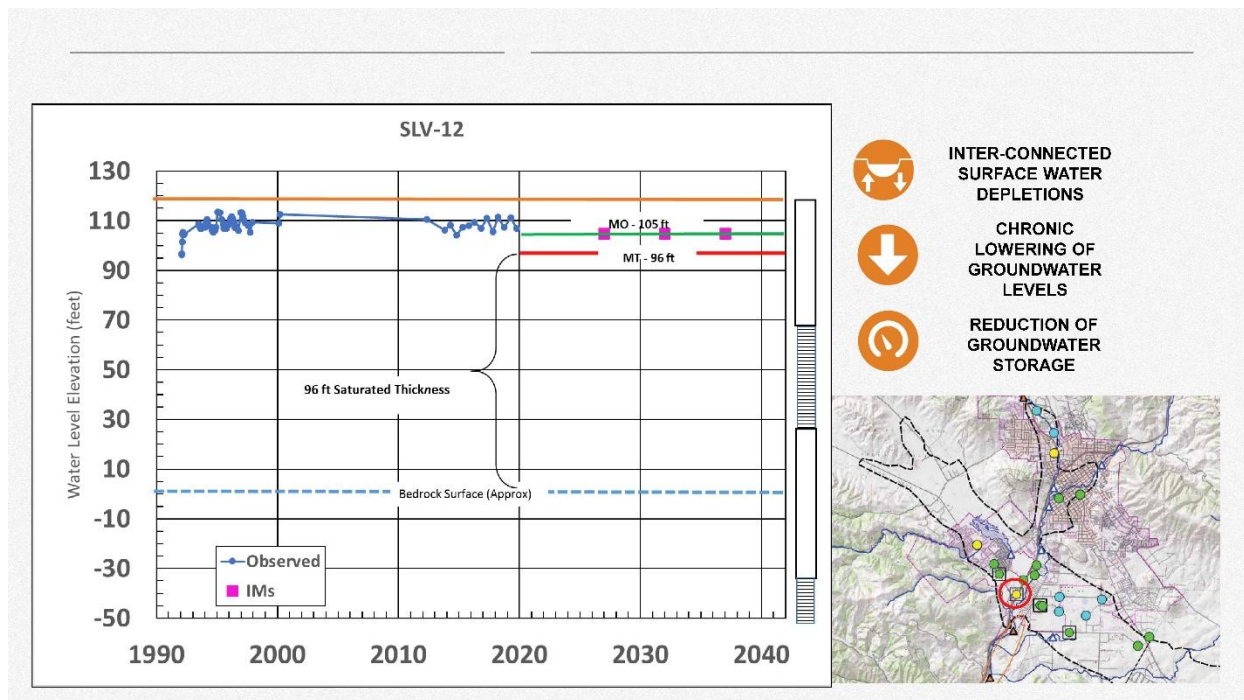 SLV-12
Water Level Elevation (feet)
130
110
90
70
50
30
10
-10
-30
-50
MO - 105 ft
MT - 96 ft
96 ft Saturated Thickness
Bedrock Surface (Approx)
Observed
IMs
1990
2000
2010
2020
2030
2040
INTER-CONNECTED
SURFACE WATER
DEPLETIONS
CHRONIC
LOWERING OF
GROUNDWATER
LEVELS
REDUCTION OF
GROUNDWATER
STORAGE